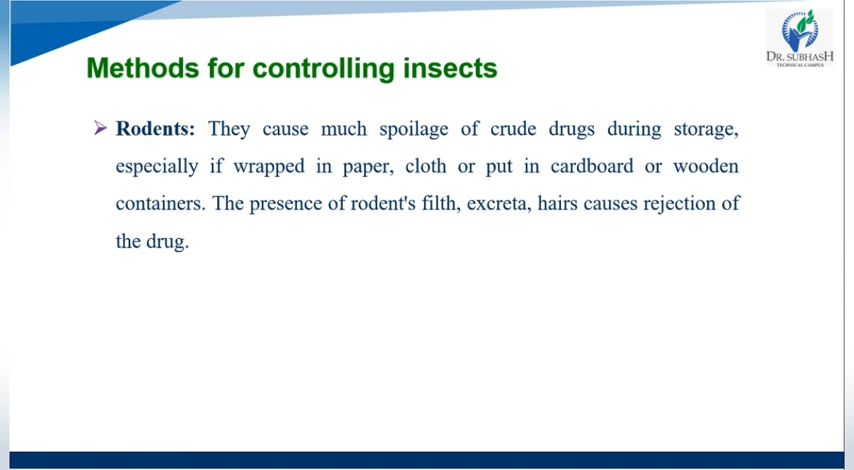 DR. SUBHASH
TECHNICAL CAMPUS
Methods for controlling insects
➢ Rodents: They cause much spoilage of crude drugs during storage,
especially if wrapped in paper, cloth or put in cardboard or wooden
containers. The presence of rodent's filth, excreta, hairs causes rejection of
the drug.